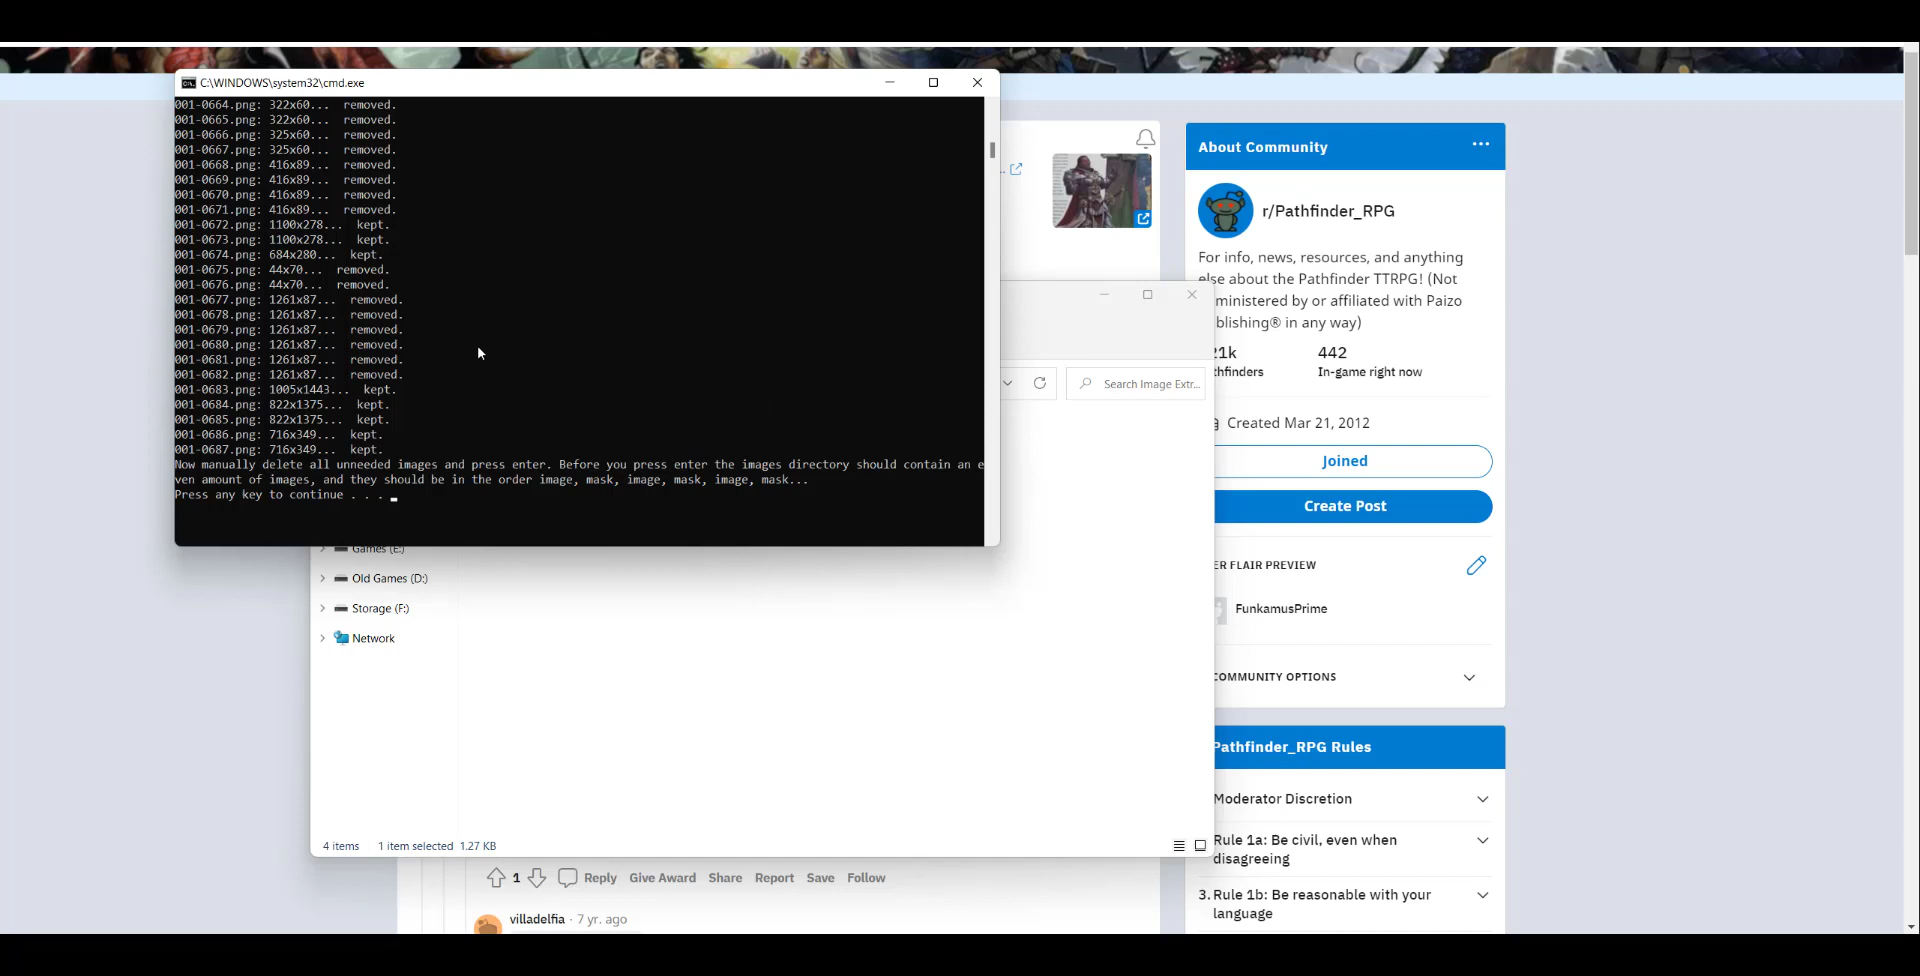 C:\WINDOWS\system32\cmd.exe
001-0664.png: 322x60...  removed.
001-0665.png: 322x60...  removed.
001-0666.png: 325x60...  removed.
001-0667.png: 325x60...  removed.
001-0668.png: 416x89...  removed.
001-0669.png: 416x89...  removed.
001-0670.png: 416x89...  removed.
001-0671.png: 416x89...  removed.
001-0672.png: 1100x278...  kept.
001-0673.png: 1100x278...  kept.
001-0674.png: 684x280...  kept.
001-0675.png: 44x70...  removed.
001-0676.png: 44x70...  removed.
001-0677.png: 1261x87...  removed.
001-0678.png: 1261x87...  removed.
001-0679.png: 1261x87...  removed.
001-0680.png: 1261x87...  removed.
001-0681.png: 1261x87...  removed.
001-0682.png: 1261x87...  removed.
001-0683.png: 1005x1443...  kept.
001-0684.png: 822x1375...  kept.
001-0685.png: 822x1375...  kept.
001-0686.png: 716x349...  kept.
001-0687.png: 716x349...  kept.
Now manually delete all unneeded images and press enter. Before you press enter the images directory should contain an e
ven amount of images, and they should be in the order image, mask, image, mask, image, mask...
Press any key to continue . . .
Search Image Extr...
Games (E:)
Old Games (D:)
Storage (F:)
Network
4 items 1 item selected 1.27 KB
1 Reply Give Award Share Report Save Follow
villadelfia · 7 yr. ago
About Community
r/Pathfinder_RPG
For info, news, resources, and anything
else about the Pathfinder TTRPG! (Not
ministered by or affiliated with Paizo
blishing® in any way)
21k 442
thfinders In-game right now
Created Mar 21, 2012
Joined
Create Post
ER FLAIR PREVIEW
FunkamusPrime
COMMUNITY OPTIONS
Pathfinder_RPG Rules
Moderator Discretion
Rule 1a: Be civil, even when
disagreeing
3. Rule 1b: Be reasonable with your
language